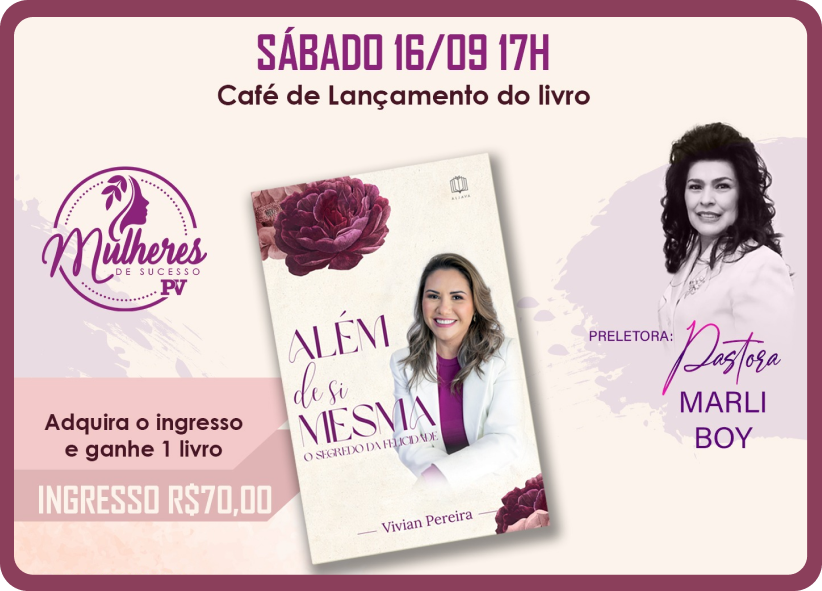 SÁBADO 16/09 17H
Café de Lançamento do livro
Mulheres
DE SUCESSO
PV
ALÉM
de si
MESMA
O SEGREDO DA FELICIDADE
Vivian Pereira
PRELETORA: Pastora
MARLI
BOY
Adquira o ingresso
e ganhe 1 livro
INGRESSO R$70,00